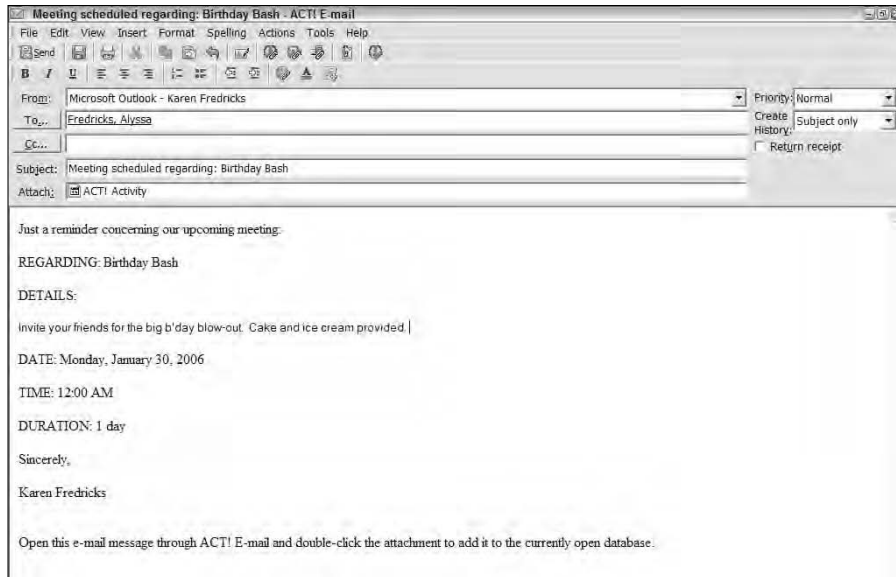 Meeting scheduled regarding: Birthday Bash - ACT! E-mail
File Edit View Insert Format Spelling Actions Tools Help
Send
B I U
From: Microsoft Outlook - Karen Fredricks Priority: Normal
To... Fredricks, Alyssa Create History: Subject only
Cc... Return receipt
Subject: Meeting scheduled regarding: Birthday Bash
Attach: ACT! Activity
Just a reminder concerning our upcoming meeting:
REGARDING: Birthday Bash
DETAILS:
Invite your friends for the big b'day blow-out. Cake and ice cream provided.
DATE: Monday, January 30, 2006
TIME: 12:00 AM
DURATION: 1 day
Sincerely,
Karen Fredricks
Open this e-mail message through ACT! E-mail and double-click the attachment to add it to the currently open database.